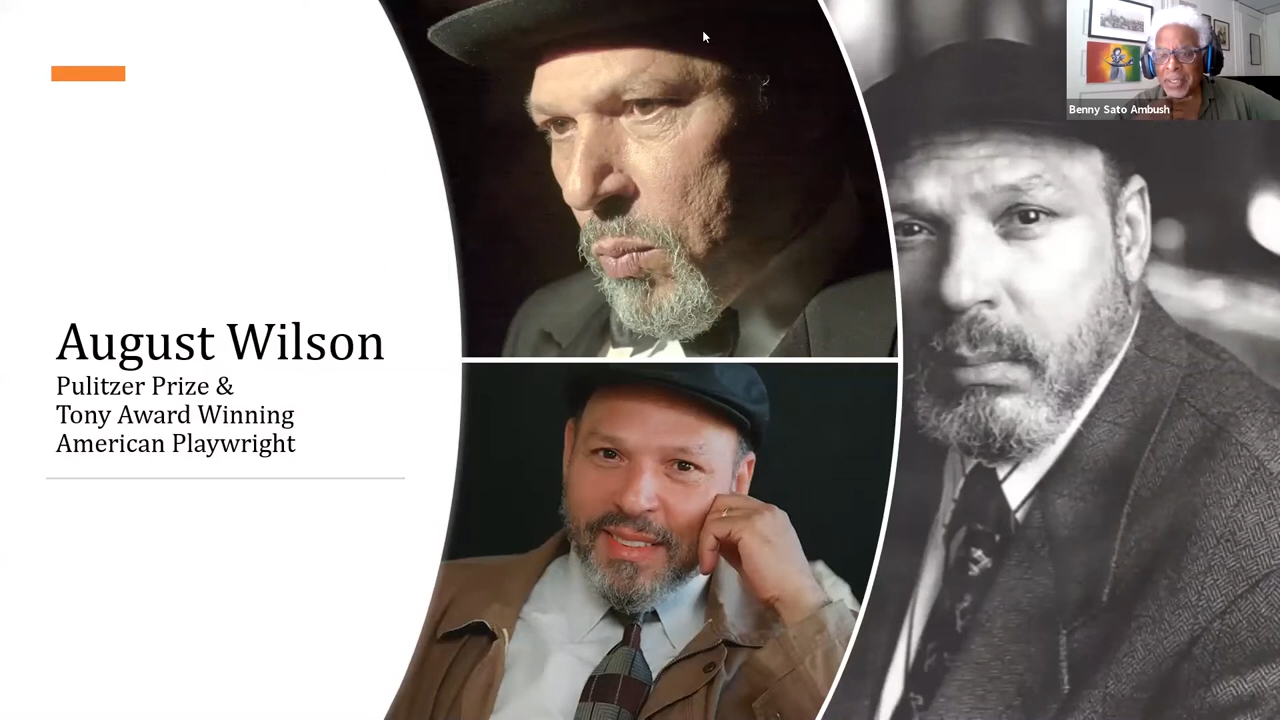 August Wilson
Pulitzer Prize &
Tony Award Winning
American Playwright
Benny Sato Ambush